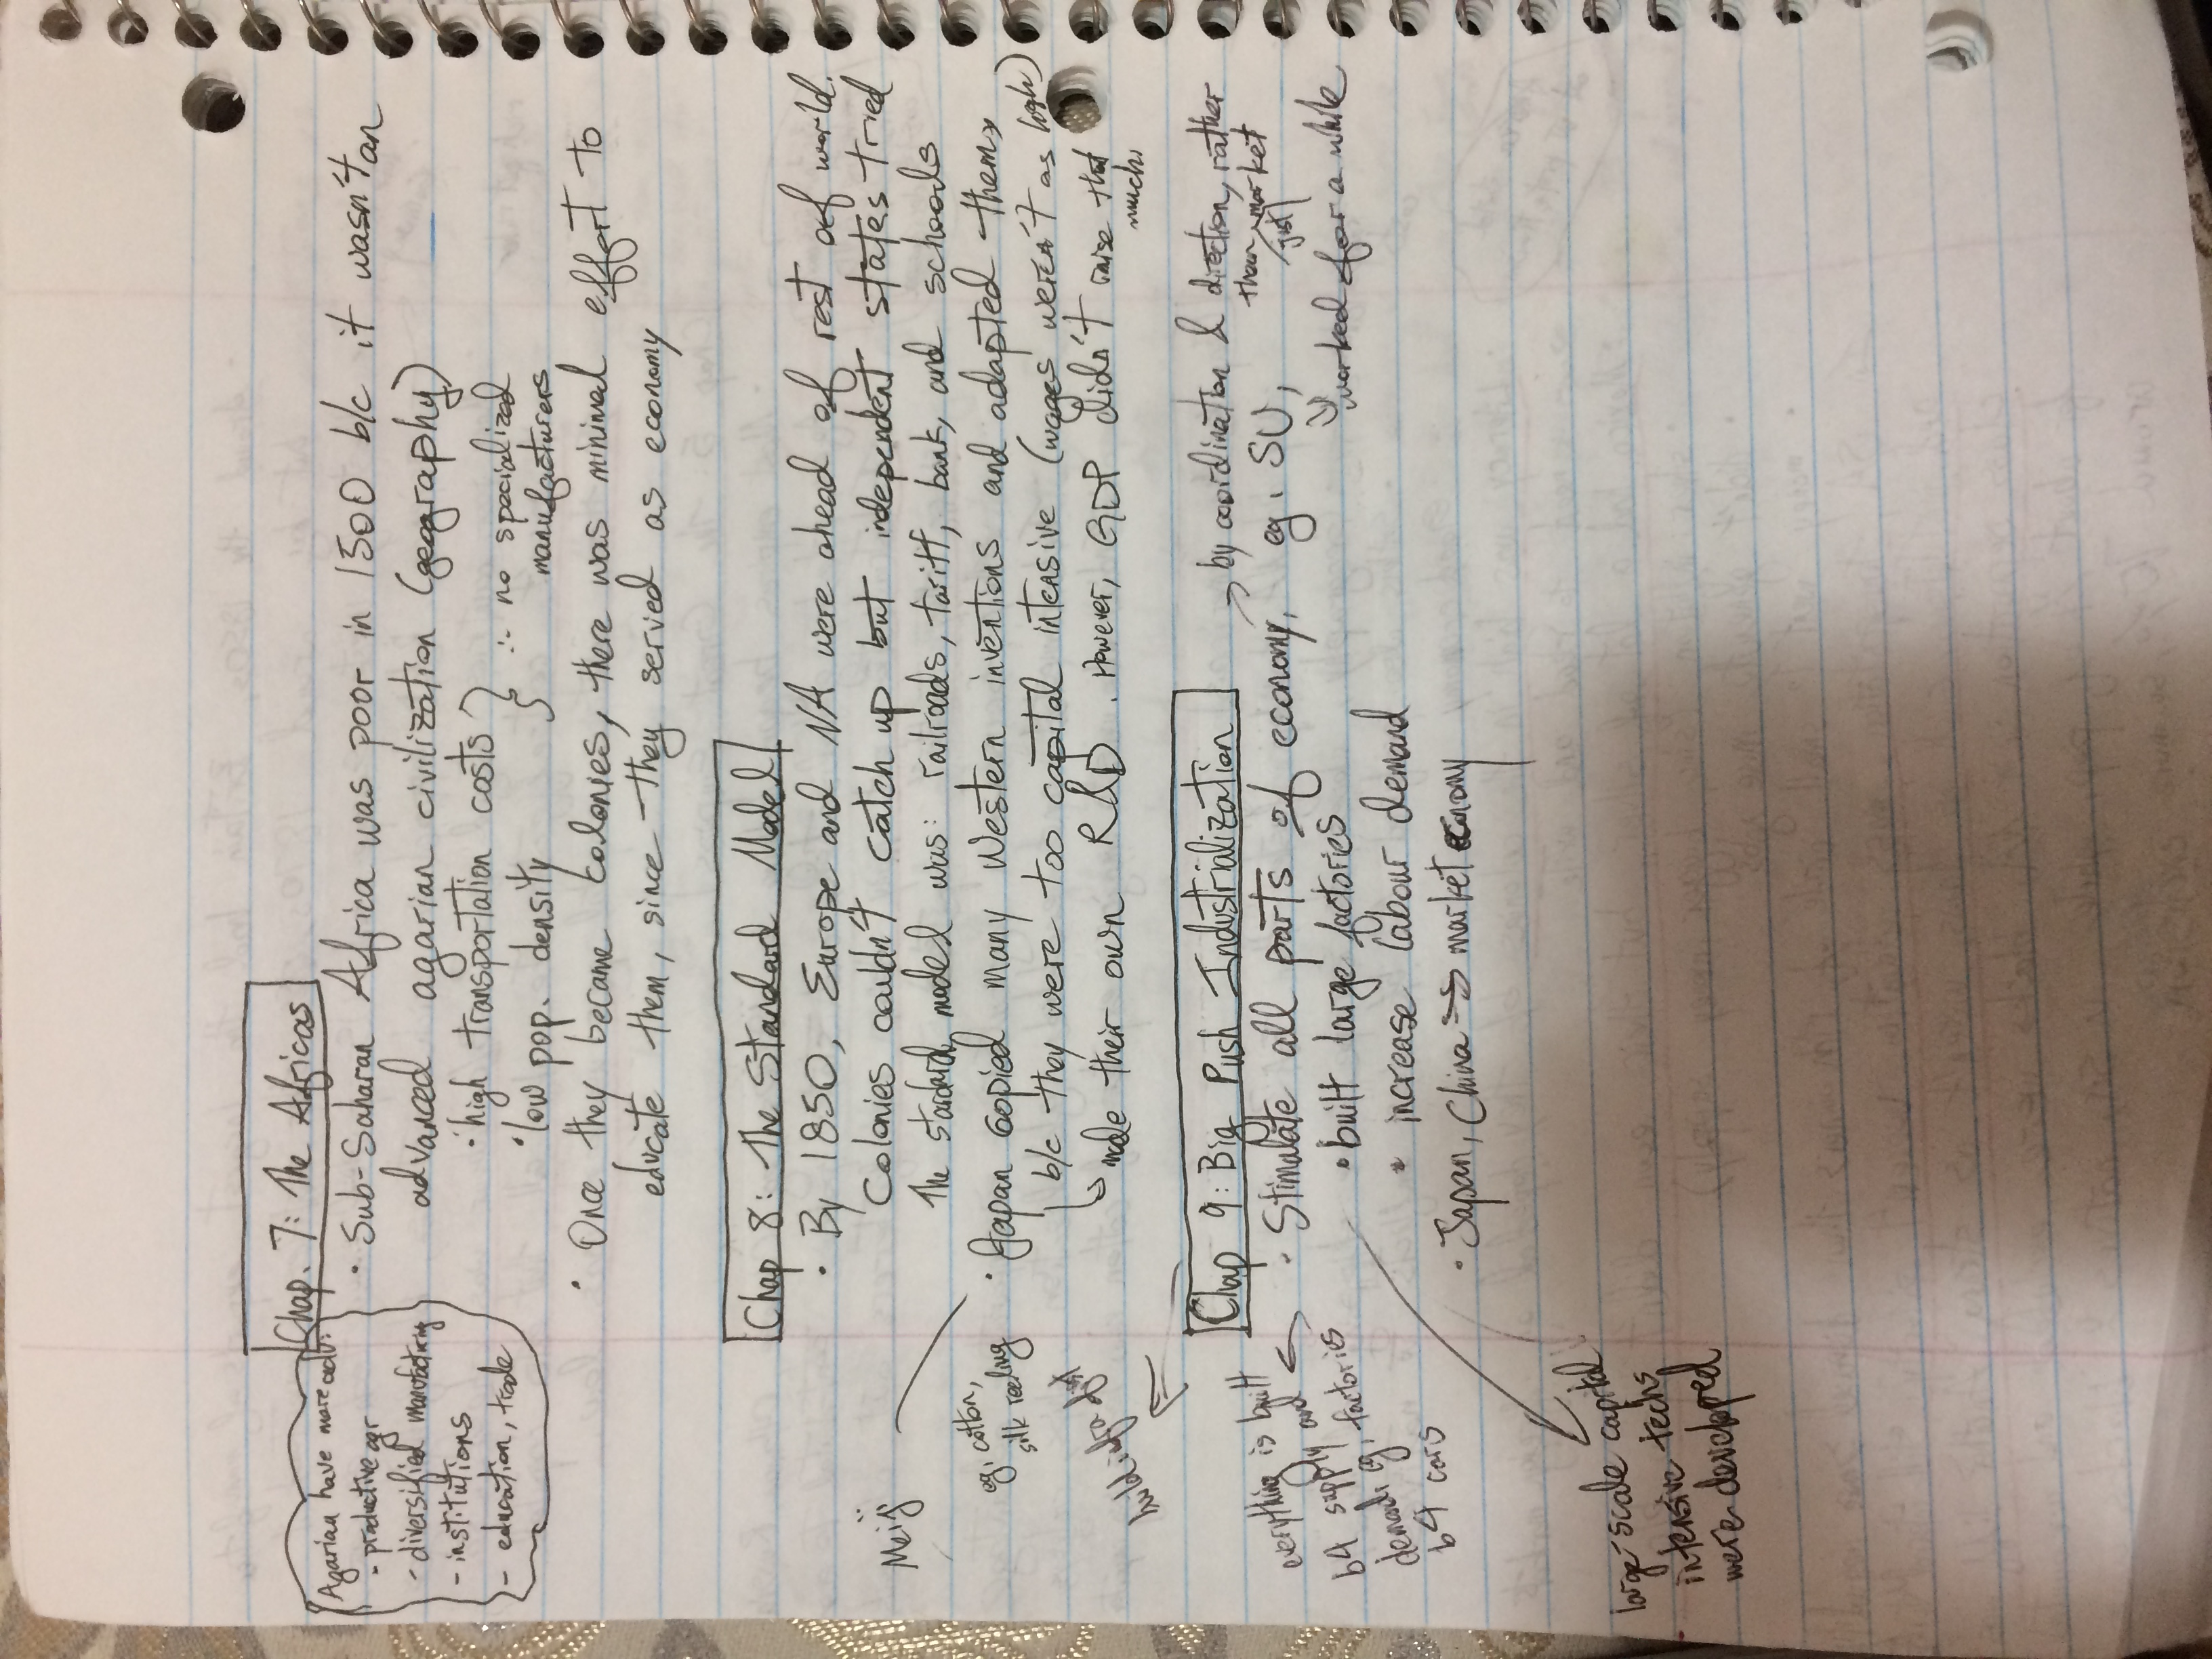 Chap. 7: The Africas
Agarian have more adv:
- productive agr
- diversified manufacturing
- institutions
- education, trade
• Sub-Saharan Africa was poor in 1500 b/c it wasn't an
advanced agarian civilization (geography)
• high transportation costs
• low pop. density
∴ no specialized
manufacturers
• Once they became colonies, there was minimal effort to
educate them, since they served as economy
Chap 8: The Standard Model
• By 1850, Europe and NA were ahead of rest of world.
Colonies couldn't catch up but independent states tried
The standard model was: railroads, tariff, bank, and schools
Meiji
• Japan copied many Western inventions and adapted them,
b/c they were too capital intensive (wages weren't as high)
↳ made their own R&D. However, GDP didn't raise that
much.
eg. cotton,
silk reeling
build infra first
Chap 9: Big Push Industrialization
→ by coordination & direction, rather
than just market
• Stimulate all parts of economy, eg. SU,
worked for a while
• built large factories
• increase labour demand
• Japan, China → market economy
everything is built
b4 supply and
demand, eg. factories
b4 cars
large-scale capital
intensive techs
were developed